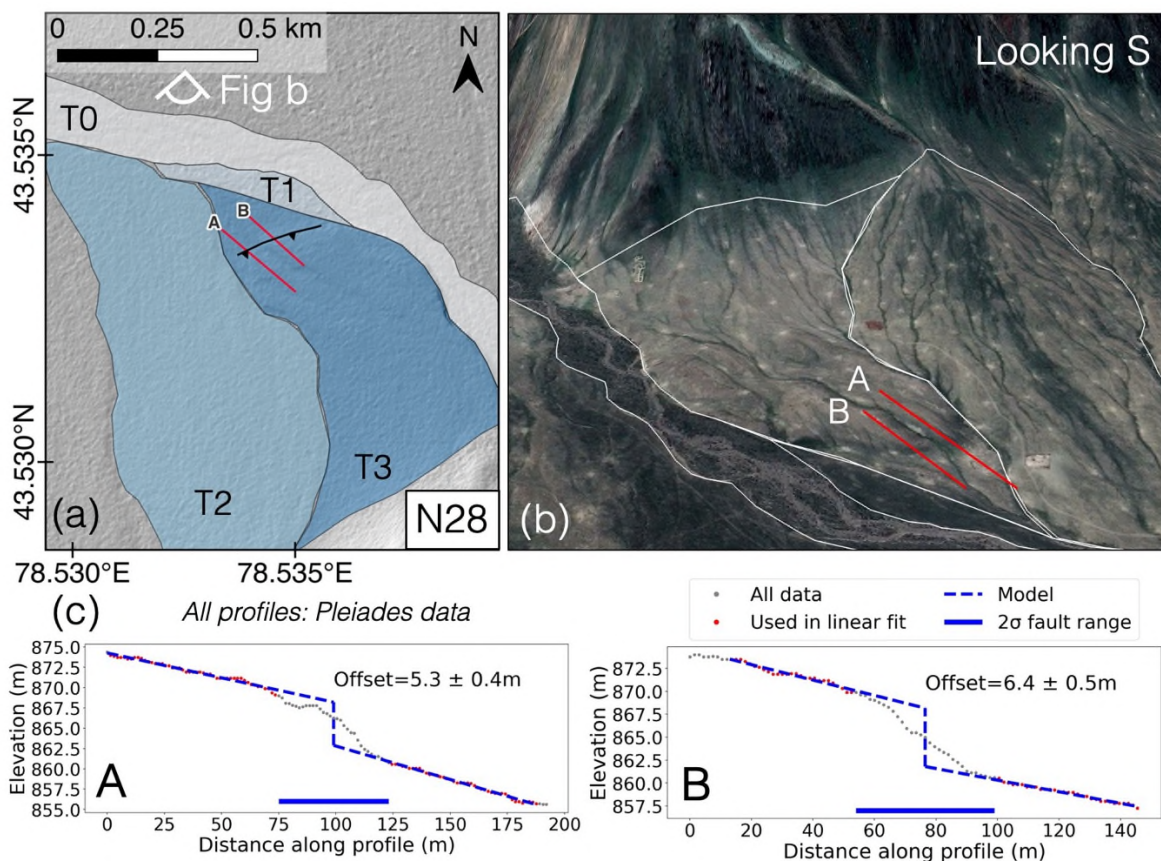 0 0.25 0.5 km
N
Fig b
T0
T1
A
B
T2
T3
N28
(a)
43.535°N
43.530°N
78.530°E 78.535°E
Looking S
A
B
(b)
(c)
All profiles: Pleiades data
All data
Used in linear fit
Model
2σ fault range
Offset=5.3 ± 0.4m
Elevation (m)
875.0
872.5
870.0
867.5
865.0
862.5
860.0
857.5
855.0
A
0 25 50 75 100 125 150 175 200
Distance along profile (m)
Offset=6.4 ± 0.5m
Elevation (m)
872.5
870.0
867.5
865.0
862.5
860.0
857.5
B
0 20 40 60 80 100 120 140
Distance along profile (m)